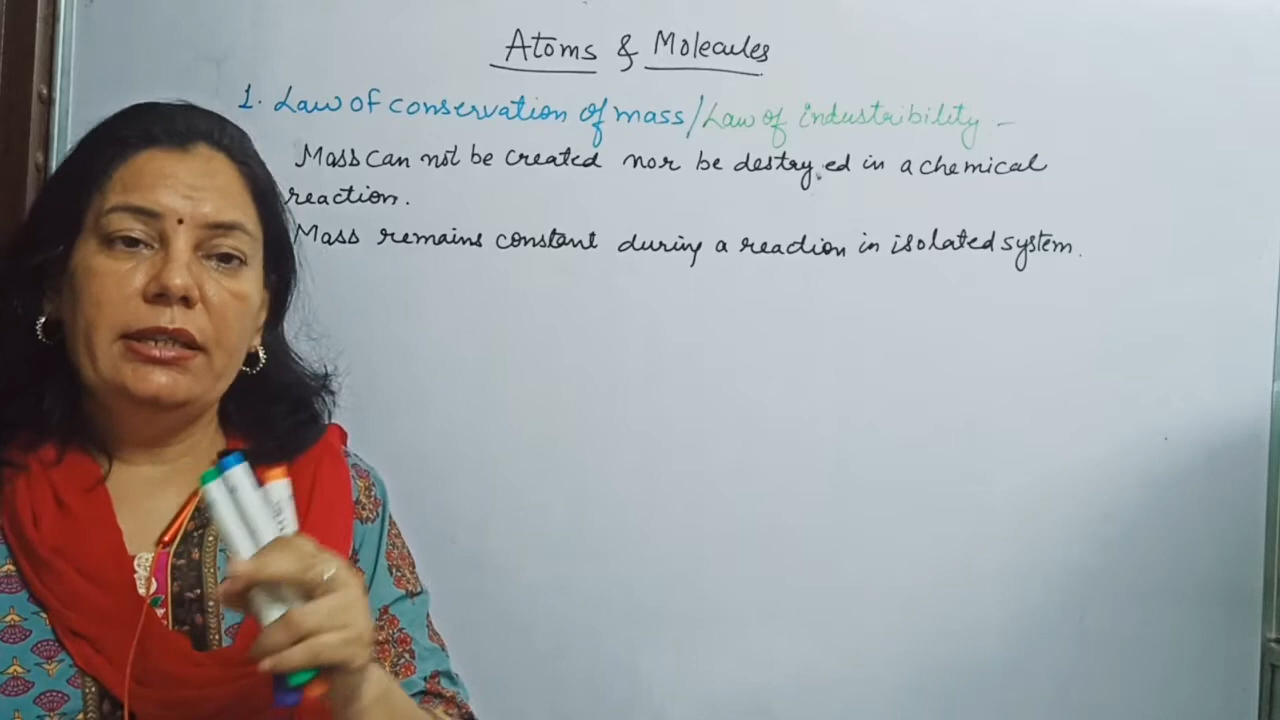 Atoms & Molecules
1. Law of conservation of mass/Law of industribility -
Mass can not be created nor be destroyed in a chemical
reaction.
Mass remains constant during a reaction in isolated system.